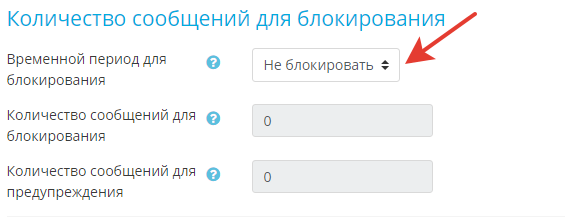 Количество сообщений для блокирования
Временной период для
блокирования
Не блокировать
Количество сообщений для
блокирования
0
Количество сообщений для
предупреждения
0